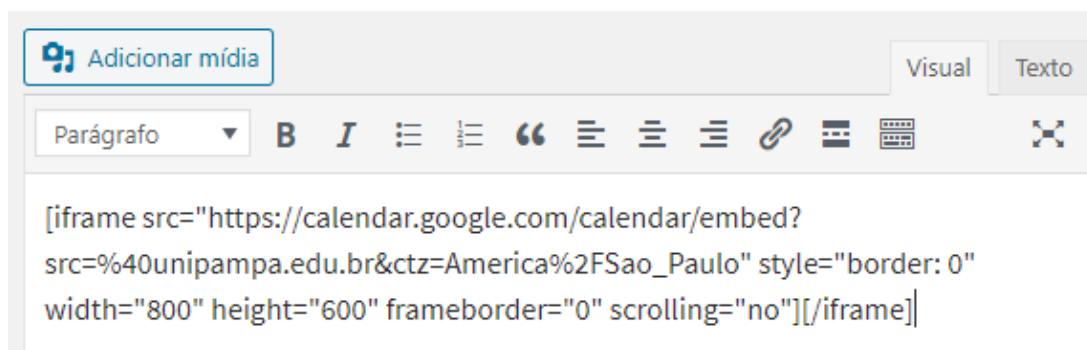 Adicionar mídia
Visual Texto
Parágrafo B I
[iframe src="https://calendar.google.com/calendar/embed?
src=%40unipampa.edu.br&ctz=America%2FSao_Paulo" style="border: 0"
width="800" height="600" frameborder="0" scrolling="no"][/iframe]